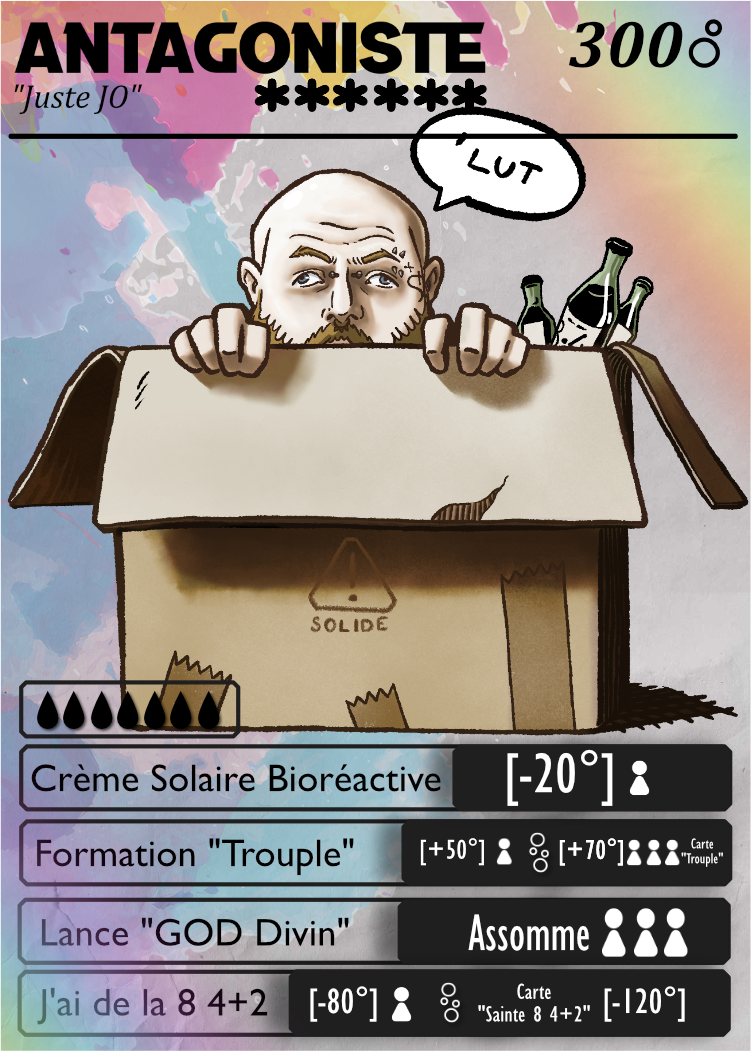 ANTAGONISTE 300
"Juste JO" ******
'LUT
SOLIDE
Crème Solaire Bioréactive [-20°]
Formation "Trouple" [+50°] [+70°] Carte "Trouple"
Lance "GOD Divin" Assomme
J'ai de la 8 4+2 [-80°] Carte "Sainte 8 4+2" [-120°]